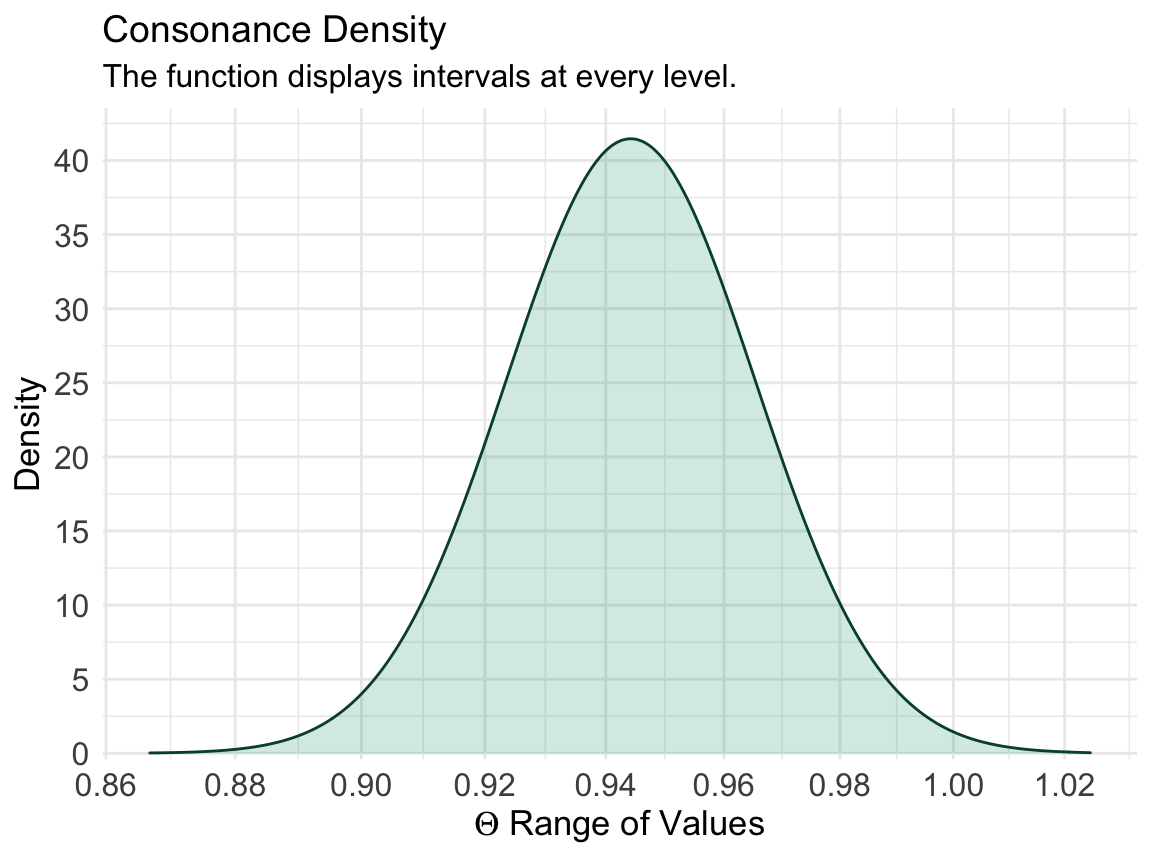 Consonance Density
The function displays intervals at every level.
40
35
30
25
20
15
10
5
0
Density
0.86 0.88 0.90 0.92 0.94 0.96 0.98 1.00 1.02
Θ Range of Values